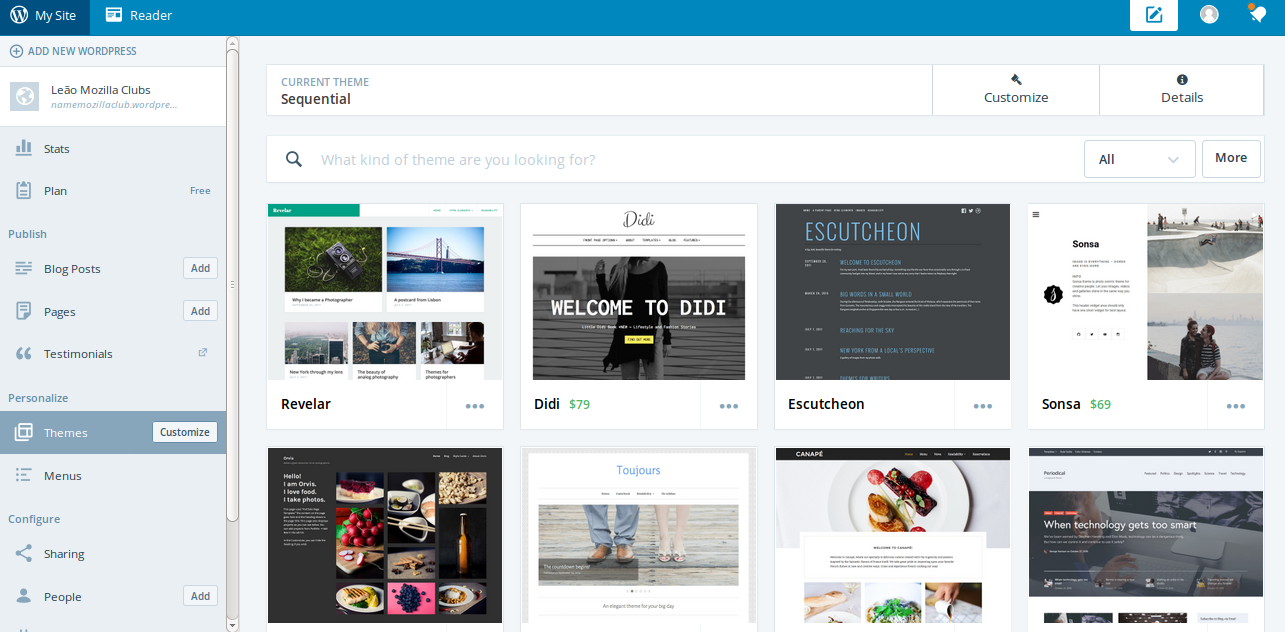 My Site
Reader
ADD NEW WORDPRESS
Leão Mozilla Clubs
namemozillaclub.wordpre...
Stats
Plan Free
Publish
Blog Posts Add
Pages Add
Testimonials
Personalize
Themes Customize
Menus
Configure
Sharing
People Add
CURRENT THEME
Sequential
Customize
Details
What kind of theme are you looking for?
All
More
Revelar
Why I became a Photographer
A postcard from Lisbon
New York through my lens
The beauty of
analog photography
Themes for
photographers
Revelar
Didi
WELCOME TO DIDI
FIND OUT MORE
Didi $79
ESCUTCHEON
WELCOME TO ESCUTCHEON
BIG WORDS IN A SMALL WORLD
REACHING FOR THE SKY
NEW YORK FROM A LOCAL'S PERSPECTIVE
THEMES FOR WRITERS
Escutcheon
Sonsa
Sonsa $69
Orvis
Hello!
I am Orvis.
I love food.
I take photos.
Toujours
The countdown begins!
An elegant theme for your big day
CANAPÉ
WELCOME TO CANAPÉ!
Periodical
When technology gets too smart